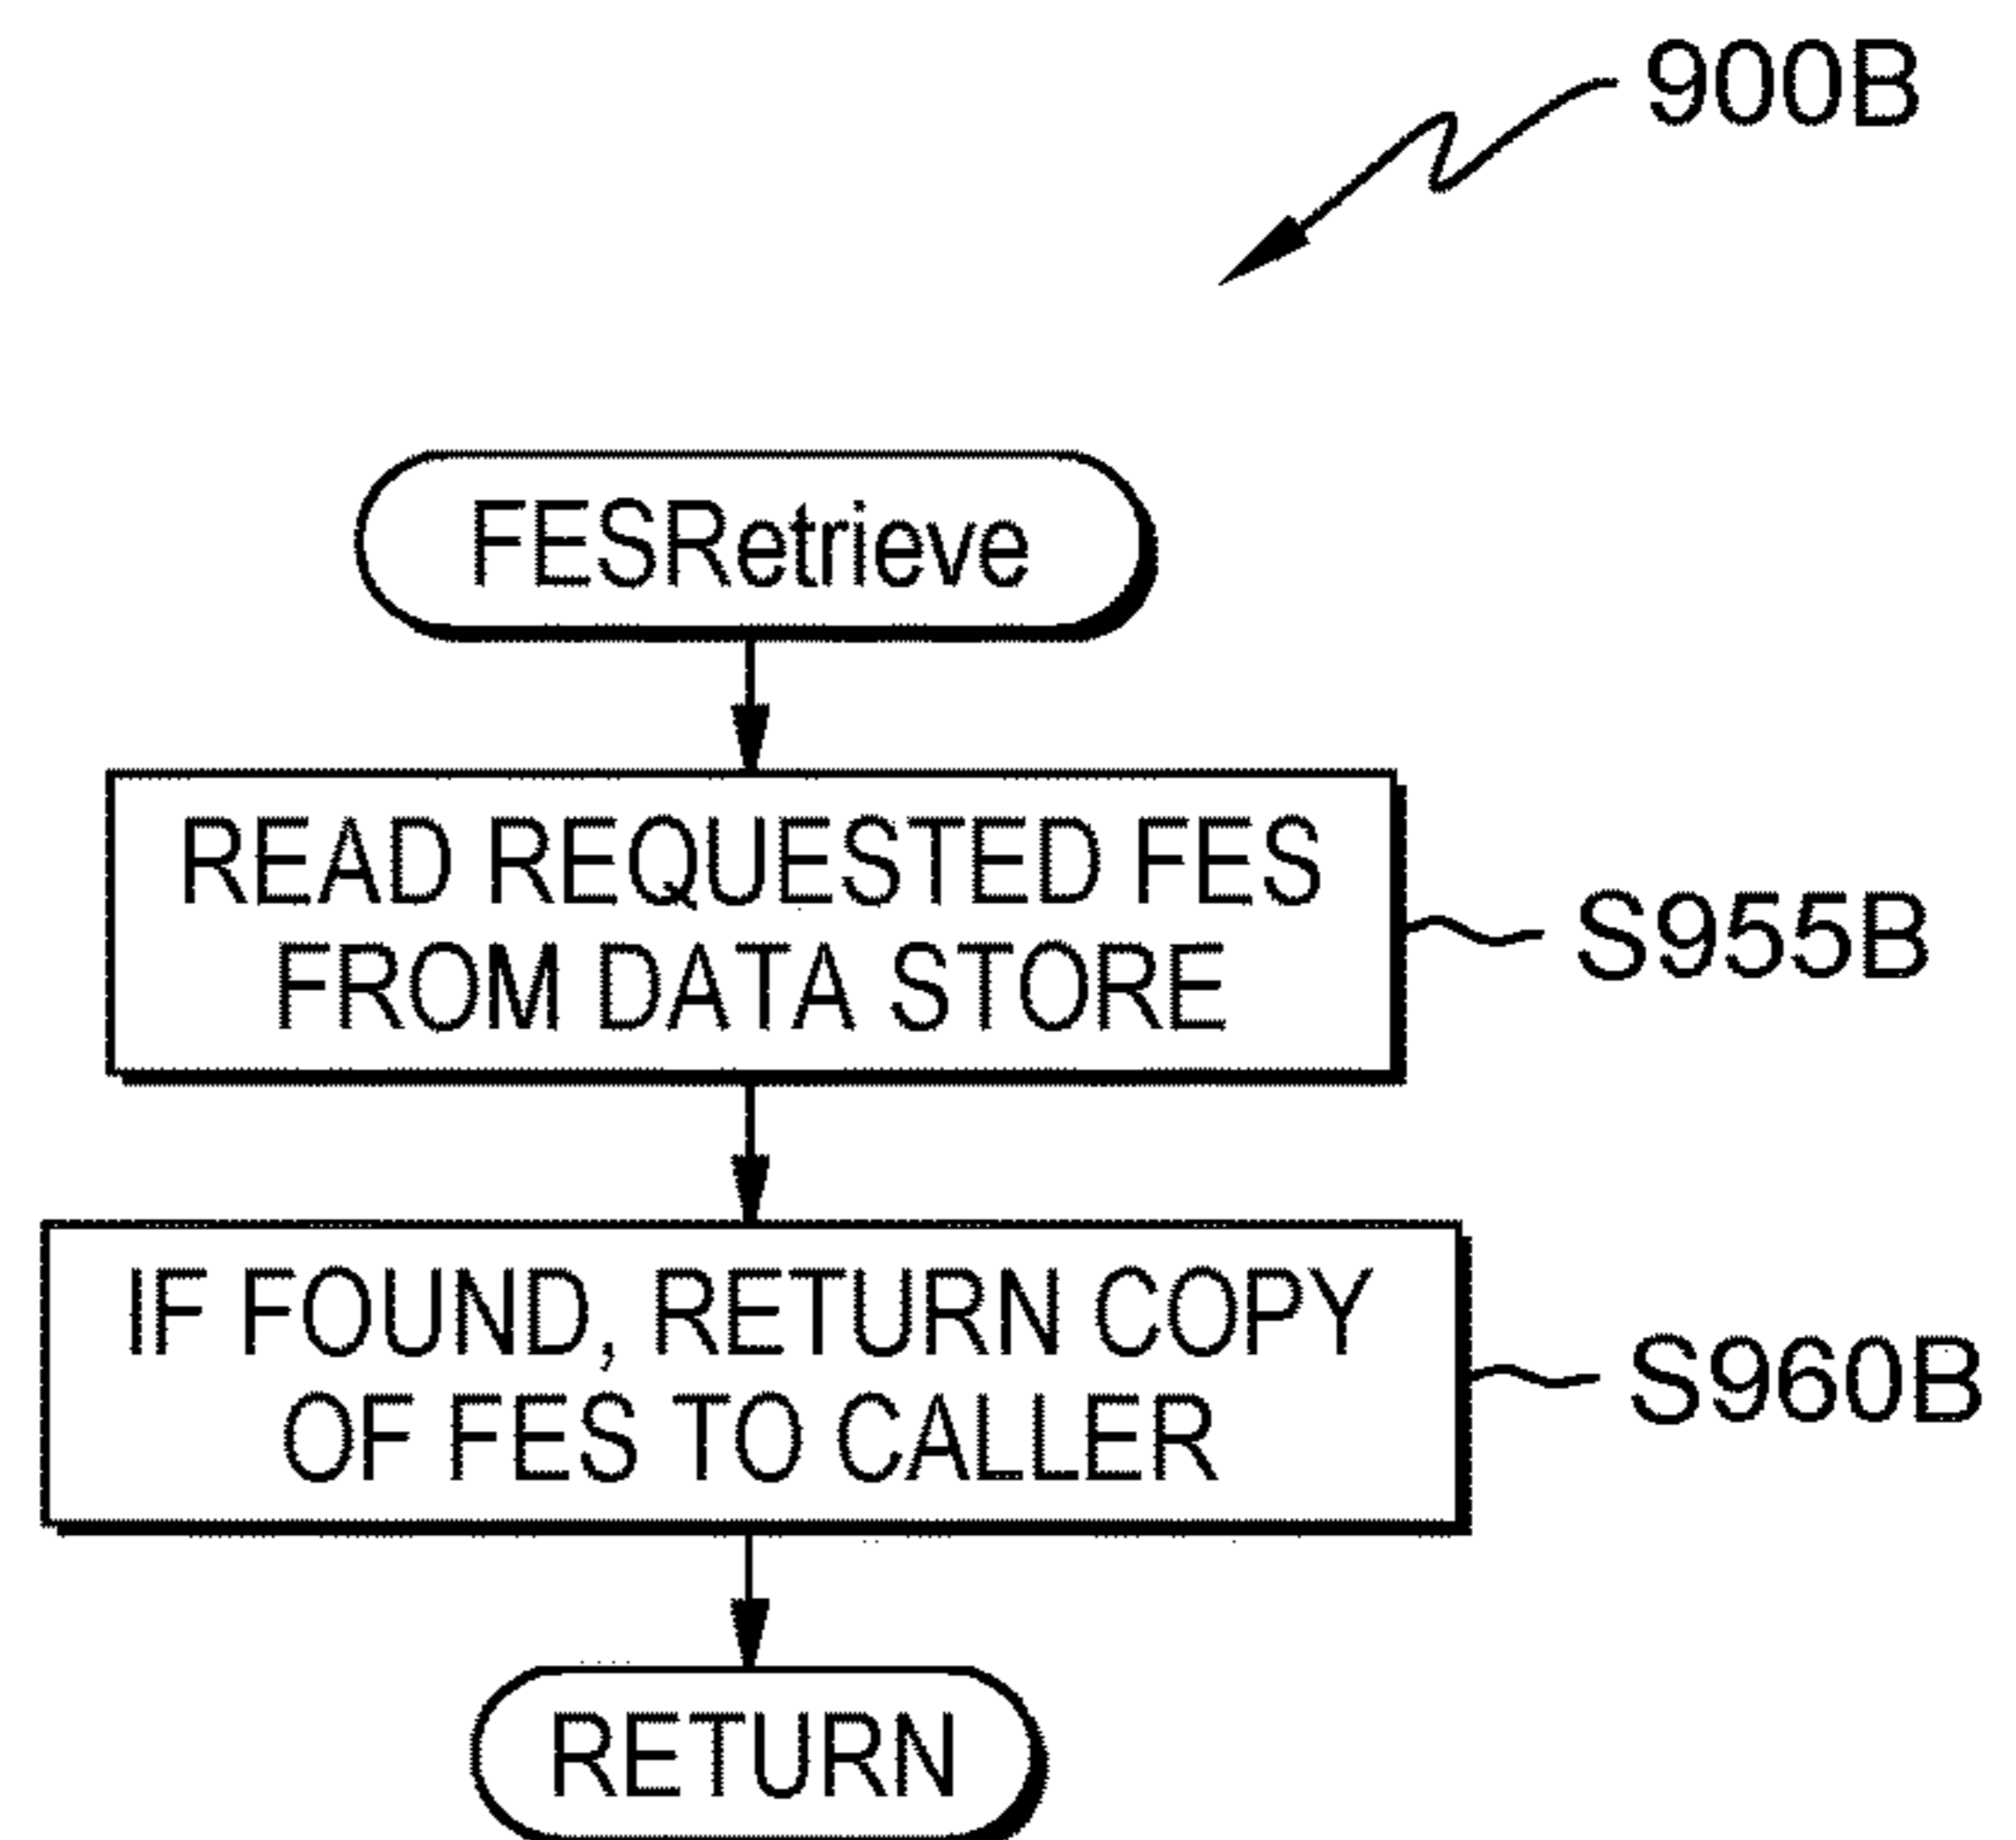 900B
FESRetrieve
READ REQUESTED FES
FROM DATA STORE
S955B
IF FOUND, RETURN COPY
OF FES TO CALLER
S960B
RETURN